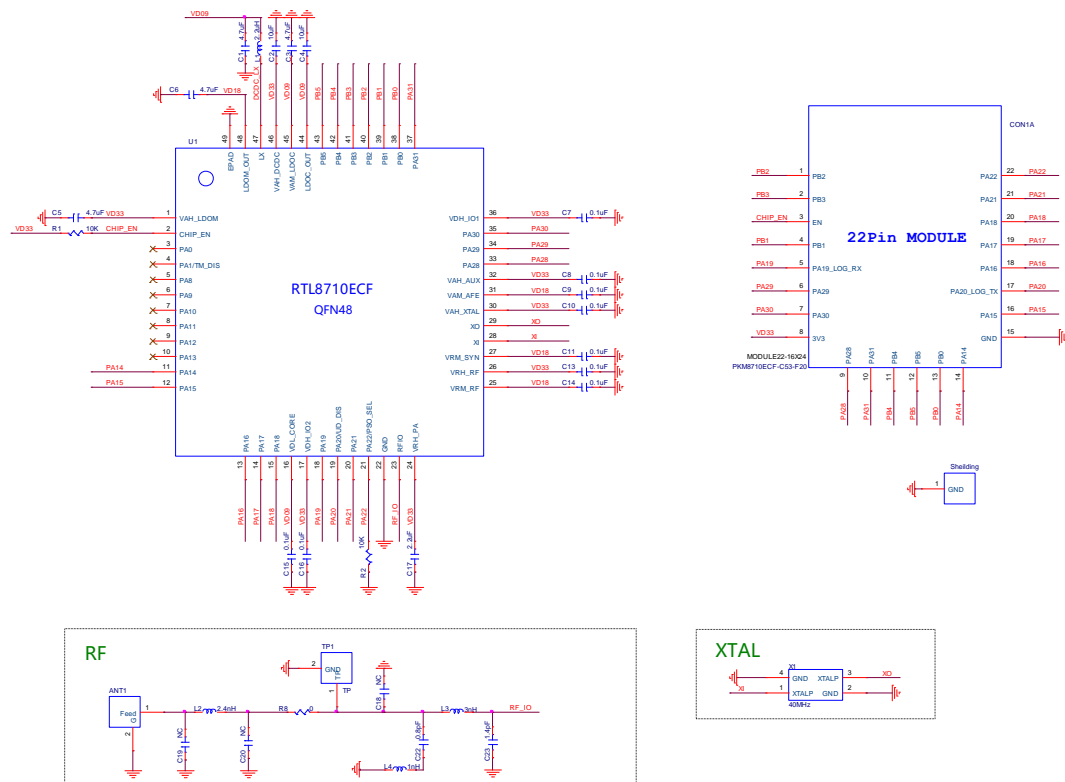 VD09
4.7uF
C1
2.2uH
L1
10uF
C2
4.7uF
C3
10uF
C4
C6
4.7uF
VD18
DCDC_LX
VD33
VD09
VD09
PB5
PB4
PB3
PB2
PB1
PB0
PA31
49
48
47
46
45
44
43
42
41
40
39
38
37
U1
EPAD
LDOM_OUT
LX
VAH_DCDC
VAM_LDOC
LDOC_OUT
PB5
PB4
PB3
PB2
PB1
PB0
PA31
C5
4.7uF
VD33
1
VAH_LDOM
VD33
R1
10K
CHIP_EN
2
CHIP_EN
3
PA0
4
PA1/TM_DIS
5
PA8
6
PA9
7
PA10
8
PA11
9
PA12
10
PA13
PA14
11
PA14
PA15
12
PA15
RTL8710ECF
QFN48
VDH_IO1
36
VD33
C7
0.1uF
PA30
35
PA30
PA29
34
PA29
PA28
33
PA28
VAH_AUX
32
VD33
C8
0.1uF
VAM_AFE
31
VD18
C9
0.1uF
VAH_XTAL
30
VD33
C10
0.1uF
XO
29
XO
XI
28
XI
VRM_SYN
27
VD18
C11
0.1uF
VRH_RF
26
VD33
C13
0.1uF
VRM_RF
25
VD18
C14
0.1uF
PA16
PA17
PA18
VDL_CORE
VDH_IO2
PA19
PA20/UD_DIS
PA21
PA22/PSO_SEL
GND
RFIO
VRH_PA
13
14
15
16
17
18
19
20
21
22
23
24
PA16
PA17
PA18
VD09
VD33
PA19
PA20
PA21
PA22
RF_IO
VD33
0.1uF
C15
0.1uF
C16
10K
R2
2.2uF
C17
CON1A
22Pin MODULE
PB2
1
PB2
PB3
2
PB3
CHIP_EN
3
EN
PB1
4
PB1
PA19
5
PA19_LOG_RX
PA29
6
PA29
PA30
7
PA30
VD33
8
3V3
PA22
22
PA22
PA21
21
PA21
PA18
20
PA18
PA17
19
PA17
PA16
18
PA16
PA20_LOG_TX
17
PA20
PA15
16
PA15
GND
15
MODULE22-16X24
PKM8710ECF-C53-F20
PA28
PA31
PB4
PB5
PB0
PA14
9
10
11
12
13
14
PA28
PA31
PB4
PB5
PB0
PA14
Sheilding
1
GND
RF
TP1
2
GND
TP
1
TP
ANT1
Feed
G
1
2
L2
2.4nH
NC
C19
NC
C20
R8
0
NC
C18
0.8pF
C22
L4
1nH
L3
3nH
RF_IO
1.4pF
C23
XTAL
X1
4
GND
XTALP
3
XO
XI
1
XTALP
GND
2
40MHz